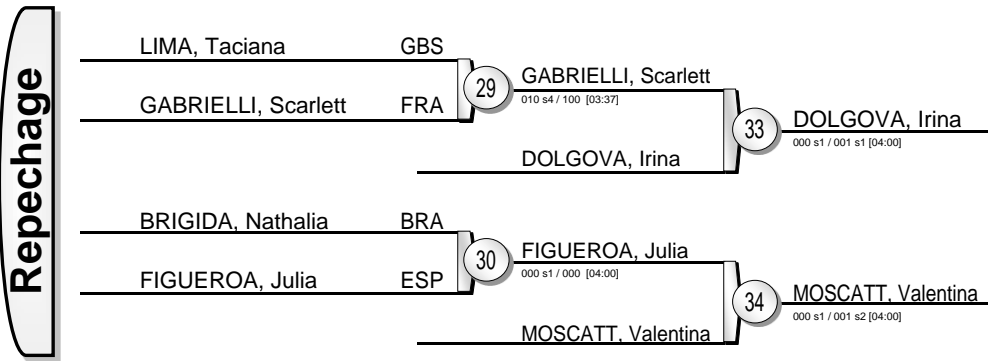 Repechage
LIMA, Taciana GBS
GABRIELLI, Scarlett FRA
29
GABRIELLI, Scarlett
010 s4 / 100 [03:37]
DOLGOVA, Irina
33
DOLGOVA, Irina
000 s1 / 001 s1 [04:00]
BRIGIDA, Nathalia BRA
FIGUEROA, Julia ESP
30
FIGUEROA, Julia
000 s1 / 000 [04:00]
MOSCATT, Valentina
34
MOSCATT, Valentina
000 s1 / 001 s2 [04:00]